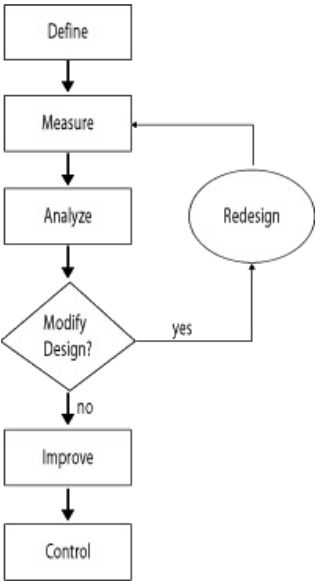 Define
Measure
Analyze
Redesign
Modify
Design?
yes
no
Improve
Control